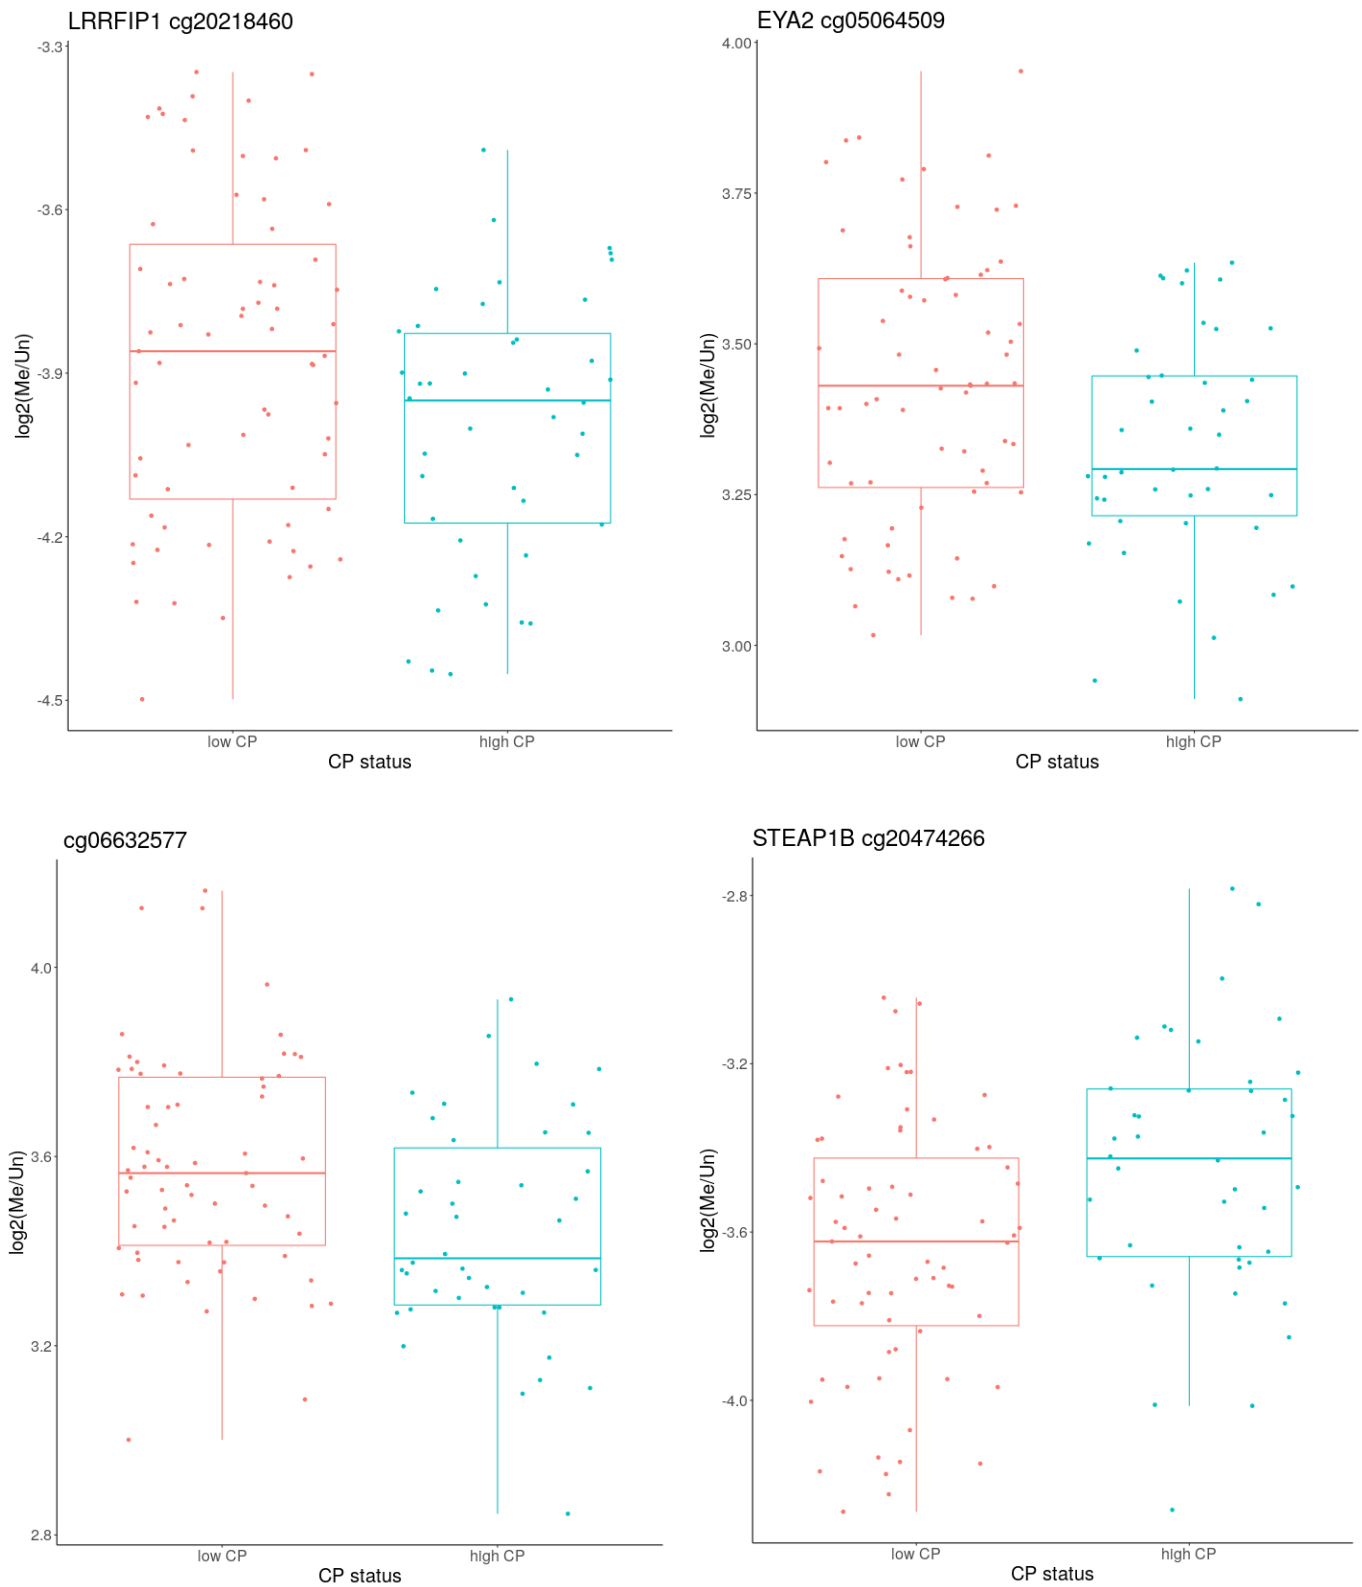 LRRFIP1 cg20218460
-3.3
-3.6
-3.9
-4.2
-4.5
log2(Me/Un)
low CP
high CP
CP status
EYA2 cg05064509
4.00
3.75
3.50
3.25
3.00
log2(Me/Un)
low CP
high CP
CP status
cg06632577
4.0
3.6
3.2
2.8
log2(Me/Un)
low CP
high CP
CP status
STEAP1B cg20474266
-2.8
-3.2
-3.6
-4.0
log2(Me/Un)
low CP
high CP
CP status